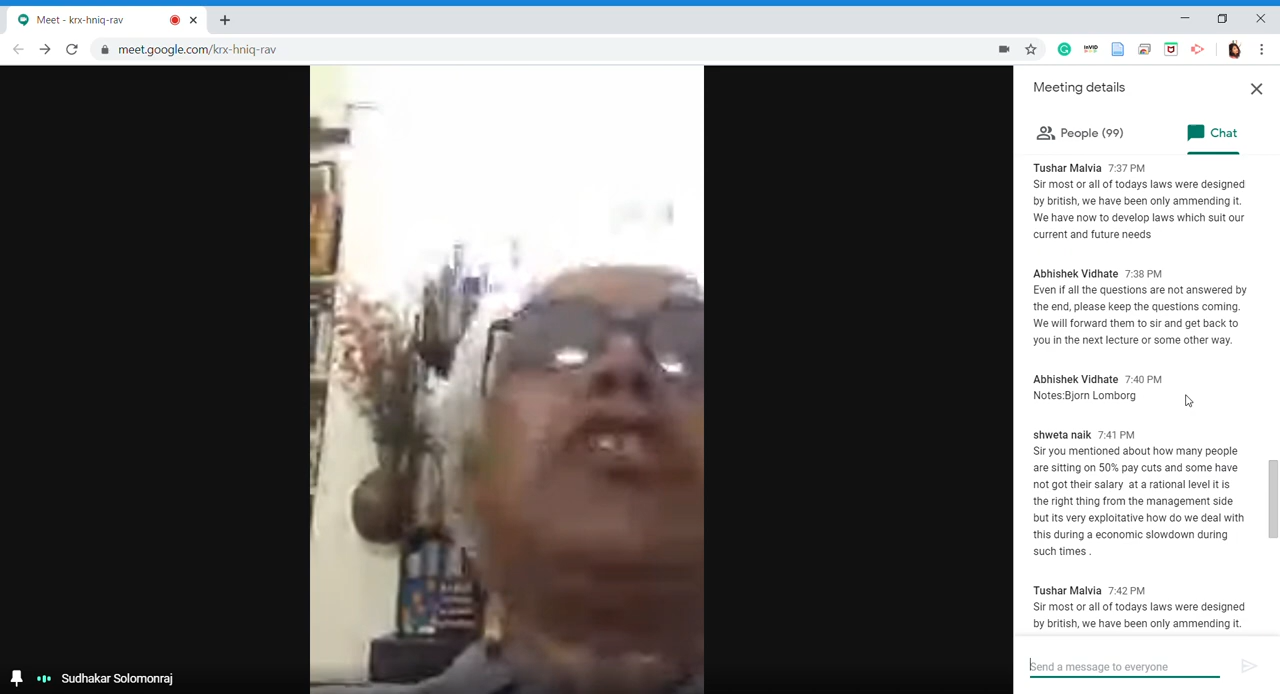 Meet - krx-hniq-rav
meet.google.com/krx-hniq-rav
InVID
Meeting details
People (99)
Chat
Tushar Malvia 7:37 PM
Sir most or all of todays laws were designed
by british, we have been only ammending it.
We have now to develop laws which suit our
current and future needs
Abhishek Vidhate 7:38 PM
Even if all the questions are not answered by
the end, please keep the questions coming.
We will forward them to sir and get back to
you in the next lecture or some other way.
Abhishek Vidhate 7:40 PM
Notes:Bjorn Lomborg
shweta naik 7:41 PM
Sir you mentioned about how many people
are sitting on 50% pay cuts and some have
not got their salary at a rational level it is
the right thing from the management side
but its very exploitative how do we deal with
this during a economic slowdown during
such times .
Tushar Malvia 7:42 PM
Sir most or all of todays laws were designed
by british, we have been only ammending it.
Send a message to everyone
Sudhakar Solomonraj